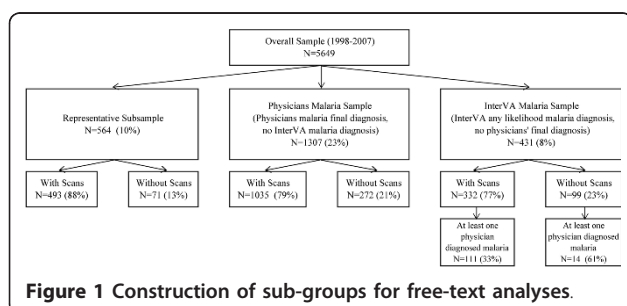 Overall Sample (1998-2007)
N=5649
Representative Subsample
N=564 (10%)
Physicians Malaria Sample
(Physicians malaria final diagnosis,
no InterVA malaria diagnosis)
N=1307 (23%)
InterVA Malaria Sample
(InterVA any likelihood malaria diagnosis,
no physicians' final diagnosis)
N=431 (8%)
With Scans
N=493 (88%)
Without Scans
N=71 (13%)
With Scans
N=1035 (79%)
Without Scans
N=272 (21%)
With Scans
N=332 (77%)
Without Scans
N=99 (23%)
At least one
physician
diagnosed malaria
N=111 (33%)
At least one
physician diagnosed
malaria
N=14 (61%)
Figure 1 Construction of sub-groups for free-text analyses.